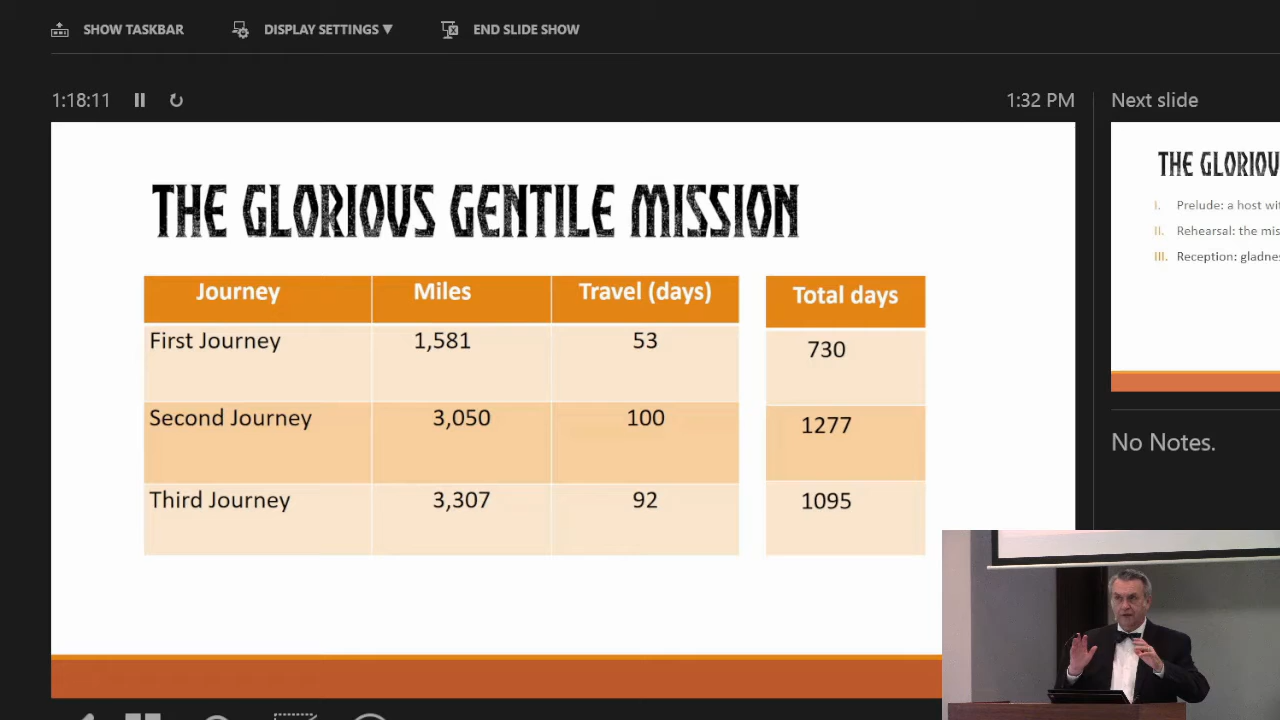 SHOW TASKBAR DISPLAY SETTINGS ▼ END SLIDE SHOW
1:18:11 1:32 PM Next slide
THE GLORIOUS GENTILE MISSION
Journey Miles Travel (days) Total days
First Journey 1,581 53 730
Second Journey 3,050 100 1277
Third Journey 3,307 92 1095
THE GLORIOU
I. Prelude: a host wi
II. Rehearsal: the mis
III. Reception: gladne
No Notes.